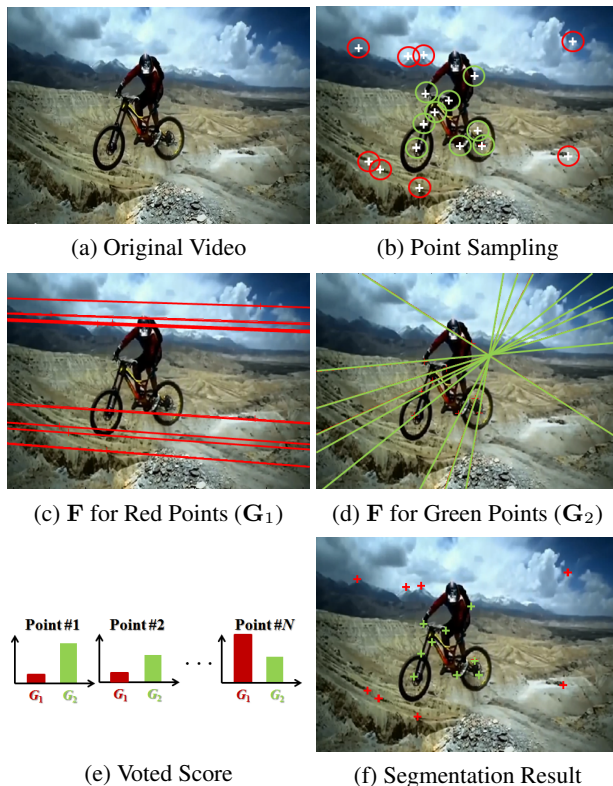 (a) Original Video
(b) Point Sampling
(c) F for Red Points (G₁)
(d) F for Green Points (G₂)
Point #1
Point #2
Point #N
. . .
G₁
G₂
G₁
G₂
G₁
G₂
(e) Voted Score
(f) Segmentation Result